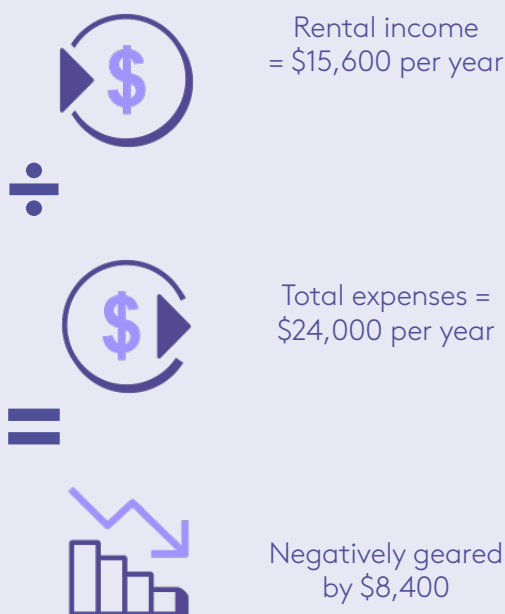 $
Rental income
= $15,600 per year
÷
$
Total expenses =
$24,000 per year
=
Negatively geared
by $8,400